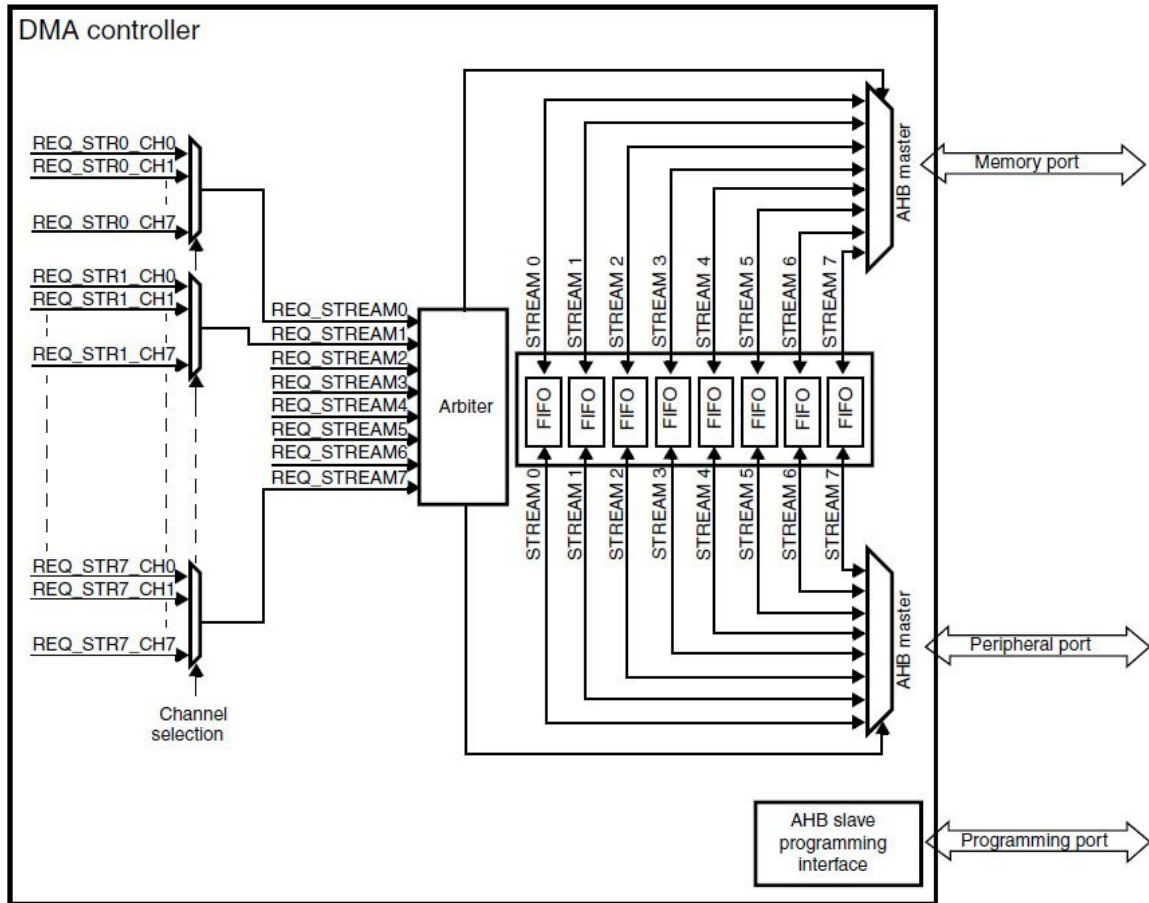 DMA controller
REQ_STR0_CH0
REQ_STR0_CH1
REQ_STR0_CH7
REQ_STR1_CH0
REQ_STR1_CH1
REQ_STR1_CH7
REQ_STR7_CH0
REQ_STR7_CH1
REQ_STR7_CH7
Channel
selection
REQ_STREAM0
REQ_STREAM1
REQ_STREAM2
REQ_STREAM3
REQ_STREAM4
REQ_STREAM5
REQ_STREAM6
REQ_STREAM7
Arbiter
STREAM 0
STREAM 1
STREAM 2
STREAM 3
STREAM 4
STREAM 5
STREAM 6
STREAM 7
FIFO
FIFO
FIFO
FIFO
FIFO
FIFO
FIFO
FIFO
STREAM 0
STREAM 1
STREAM 2
STREAM 3
STREAM 4
STREAM 5
STREAM 6
STREAM 7
AHB master
Memory port
AHB master
Peripheral port
AHB slave
programming
interface
Programming port